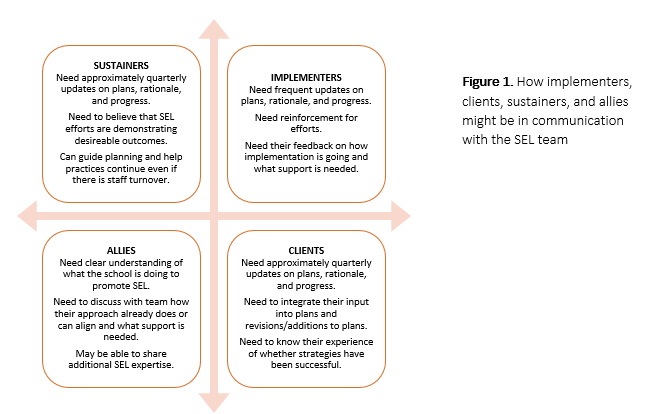 SUSTAINERS
Need approximately quarterly
updates on plans, rationale,
and progress.
Need to believe that SEL
efforts are demonstrating
desireable outcomes.
Can guide planning and help
practices continue even if
there is staff turnover.
IMPLEMENTERS
Need frequent updates on
plans, rationale, and progress.
Need reinforcement for
efforts.
Need their feedback on how
implementation is going and
what support is needed.
ALLIES
Need clear understanding of
what the school is doing to
promote SEL.
Need to discuss with team how
their approach already does or
can align and what support is
needed.
May be able to share
additional SEL expertise.
CLIENTS
Need approximately quarterly
updates on plans, rationale,
and progress.
Need to integrate their input
into plans and
revisions/additions to plans.
Need to know their experience
of whether strategies have
been successful.
Figure 1. How implementers,
clients, sustainers, and allies
might be in communication
with the SEL team